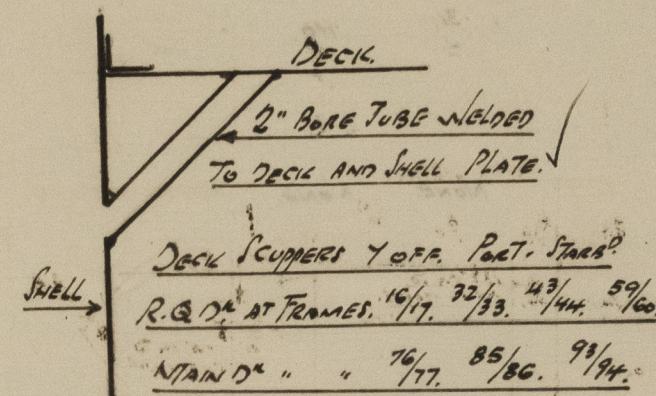 DECK.
2" BORE TUBE WELDED
TO DECK AND SHELL PLATE.
DECK SCUPPERS 7 OFF. PORT. STARBD.
SHELL
R.Q DK AT FRAMES. 16/17. 32/33. 43/44. 59/60
MAIN DK " " 76/77. 85/86. 93/94.